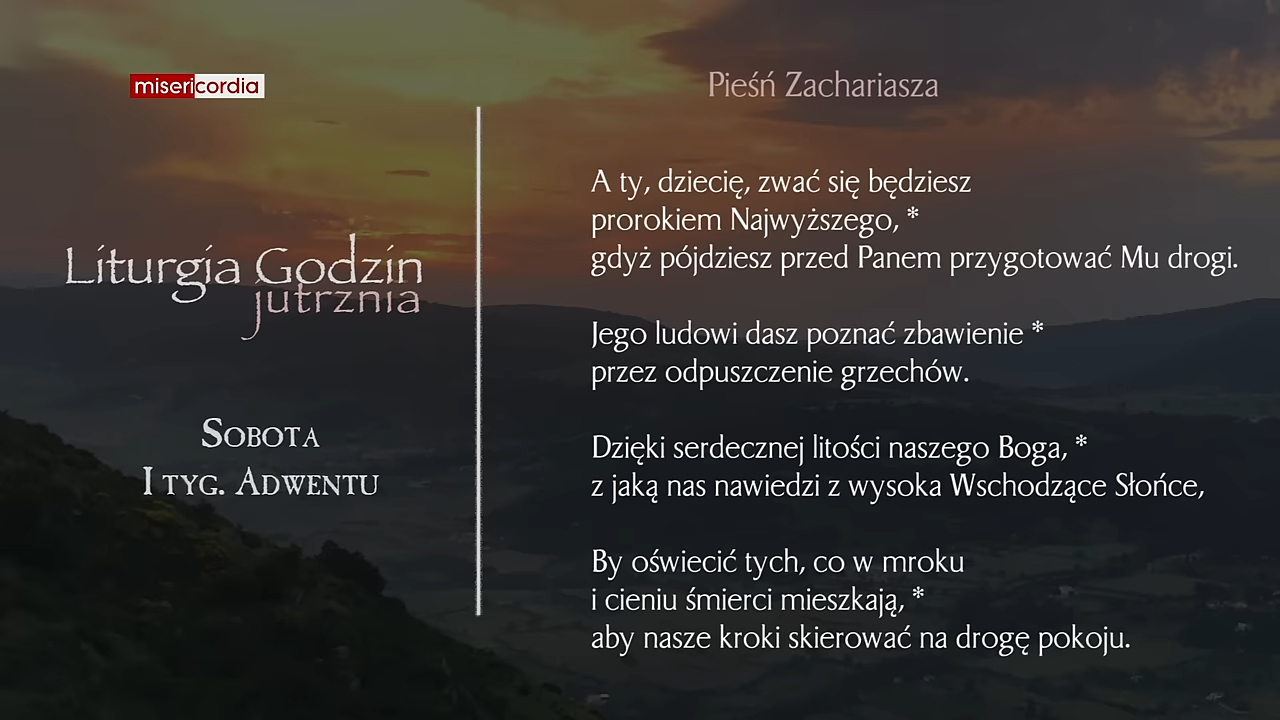 misericordia
Liturgia Godzin
jutrznia
Sobota
I tyg. Adwentu
Pieśń Zachariasza
A ty, dziecię, zwać się będziesz
prorokiem Najwyższego, *
gdyż pójdziesz przed Panem przygotować Mu drogi.
Jego ludowi dasz poznać zbawienie *
przez odpuszczenie grzechów.
Dzięki serdecznej litości naszego Boga, *
z jaką nas nawiedzi z wysoka Wschodzące Słońce,
By oświecić tych, co w mroku
i cieniu śmierci mieszkają, *
aby nasze kroki skierować na drogę pokoju.